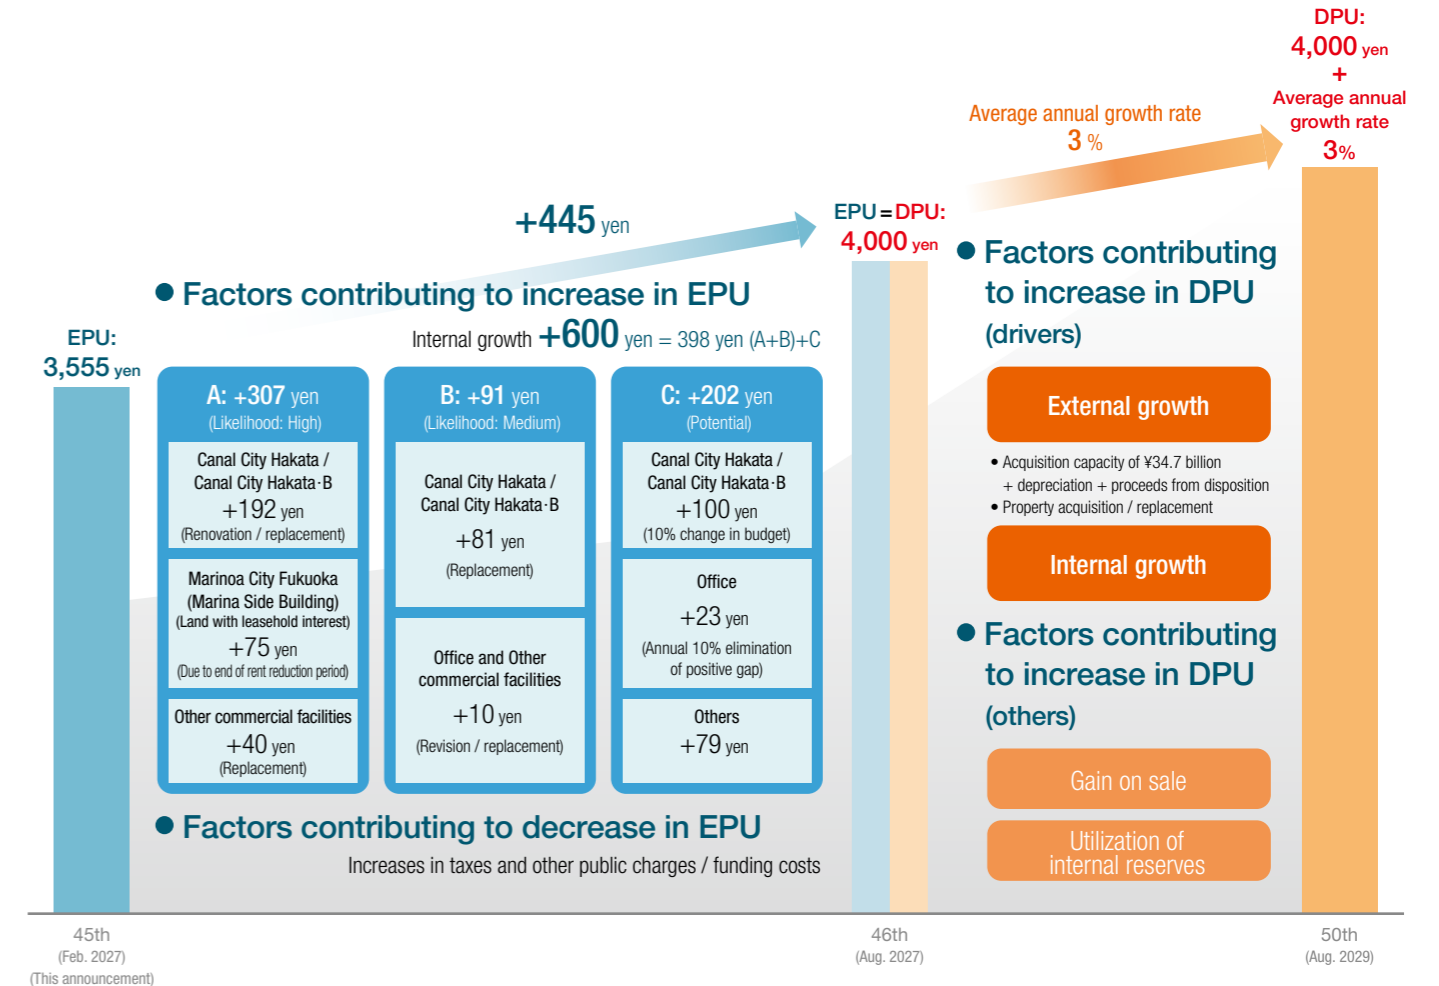 DPU:
4,000 yen
+
Average annual
growth rate
3%
Average annual growth rate
3 %
+445 yen
EPU=DPU:
4,000 yen
● Factors contributing to increase in EPU
Internal growth +600 yen = 398 yen (A+B)+C
EPU:
3,555 yen
A: +307 yen
(Likelihood: High)
Canal City Hakata /
Canal City Hakata·B
+192 yen
(Renovation / replacement)
Marinoa City Fukuoka
(Marina Side Building)
(Land with leasehold interest)
+75 yen
(Due to end of rent reduction period)
Other commercial facilities
+40 yen
(Replacement)
B: +91 yen
(Likelihood: Medium)
Canal City Hakata /
Canal City Hakata·B
+81 yen
(Replacement)
Office and Other
commercial facilities
+10 yen
(Revision / replacement)
C: +202 yen
(Potential)
Canal City Hakata /
Canal City Hakata·B
+100 yen
(10% change in budget)
Office
+23 yen
(Annual 10% elimination
of positive gap)
Others
+79 yen
● Factors contributing to decrease in EPU
Increases in taxes and other public charges / funding costs
● Factors contributing
to increase in DPU
(drivers)
External growth
• Acquisition capacity of ¥34.7 billion
+ depreciation + proceeds from disposition
• Property acquisition / replacement
Internal growth
● Factors contributing
to increase in DPU
(others)
Gain on sale
Utilization of
internal reserves
45th
(Feb. 2027)
(This announcement)
46th
(Aug. 2027)
50th
(Aug. 2029)